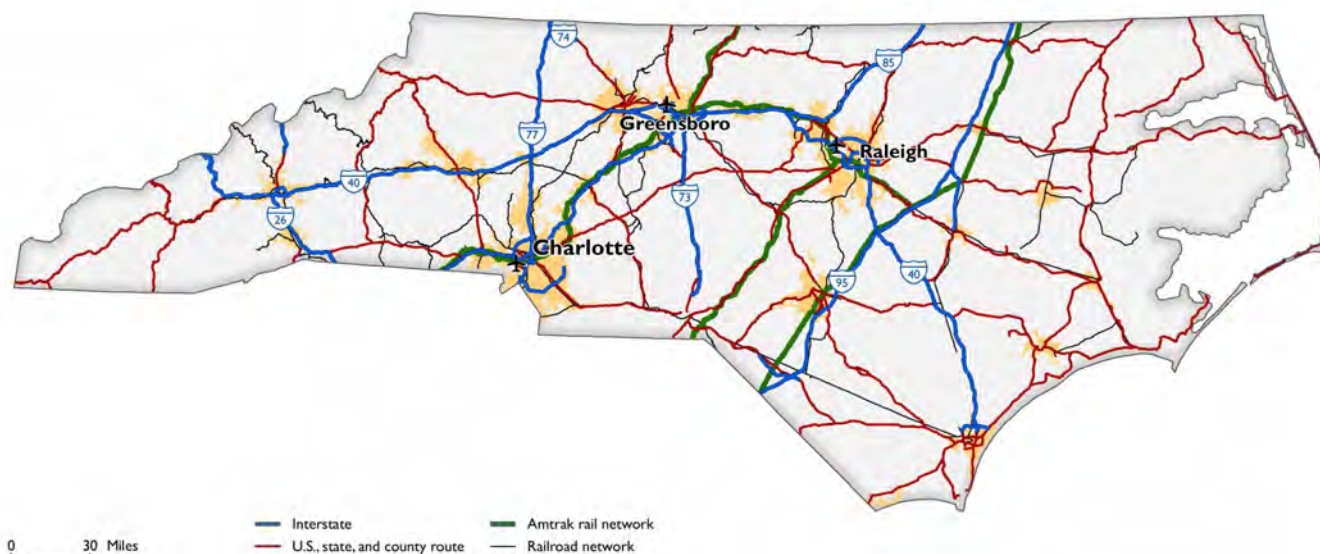 74
85
77
Greensboro
Raleigh
40
73
26
Charlotte
95
40
0 30 Miles
Interstate
U.S., state, and county route
Amtrak rail network
Railroad network